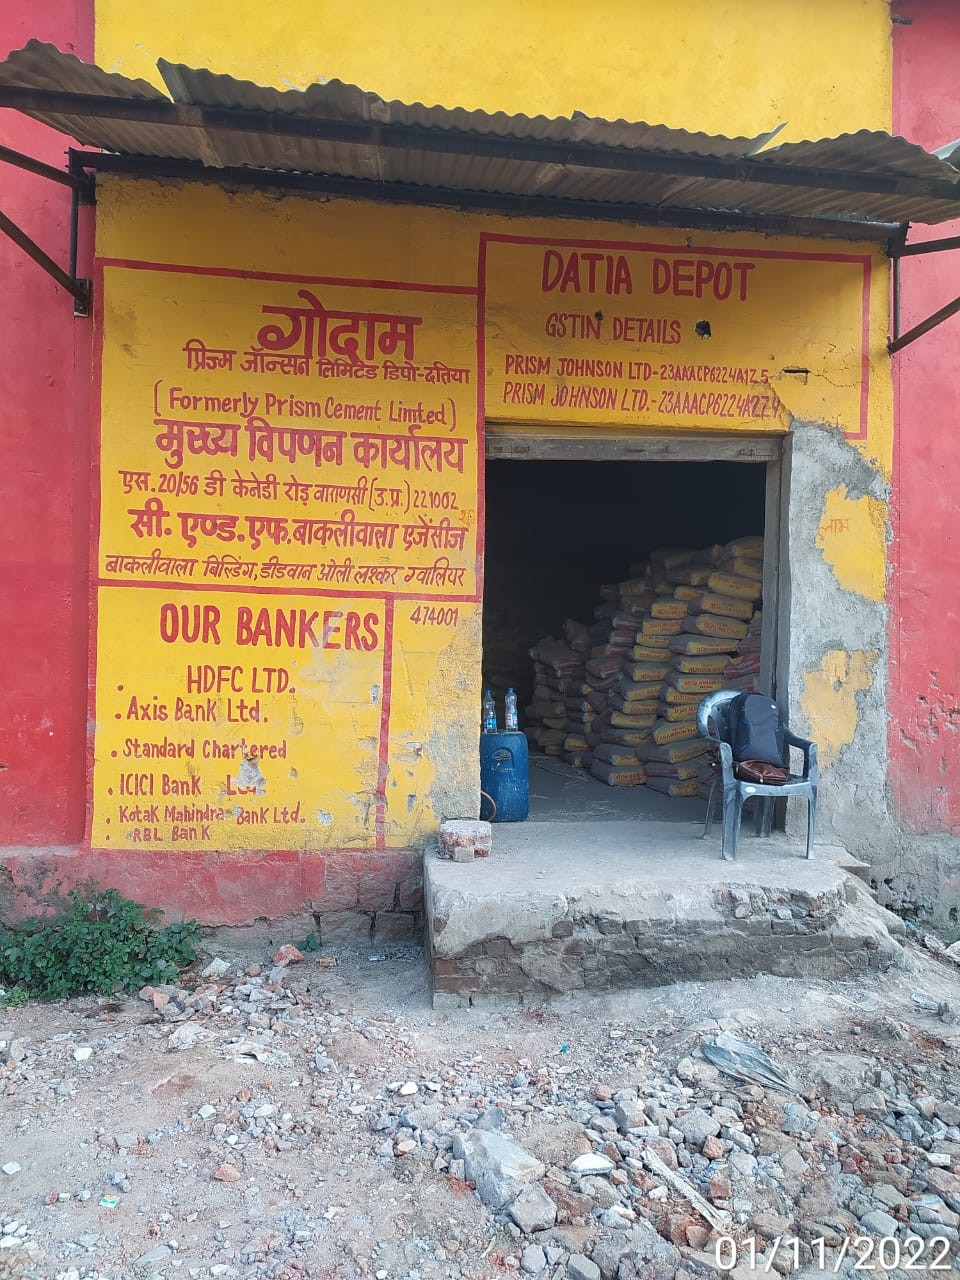 गोदाम
प्रिज्म जॉन्सन लिमिटेड डिपो-दतिया
(Formerly Prism Cement Limted)
मुख्य विपणन कार्यालय
एस. 20/56 डी केनेडी रोड़ वाराणसी (उ.प्र.) 221002
सी. एण्ड. एफ. बाकलीवाला एजेंसीज
बाकलीवाला बिल्डिंग, डीडवान ओली लश्कर ग्वालियर
474001
DATIA DEPOT
GSTIN DETAILS
PRISM JOHNSON LTD-23AAACP6224A1Z5
PRISM JOHNSON LTD.-23AAACP6224A2Z4
लाभ
OUR BANKERS
. HDFC LTD.
. Axis Bank Ltd.
. Standard Chartered
. ICICI Bank
. Kotak Mahindra Bank Ltd.
. RBL Bank
01/11/2022